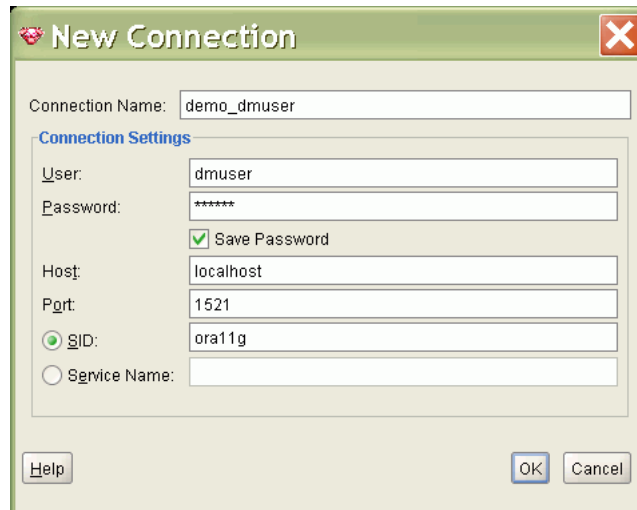 New Connection
Connection Name: demo_dmuser
Connection Settings
User: dmuser
Password: ******
Save Password
Host: localhost
Port: 1521
SID: ora11g
Service Name:
Help OK Cancel